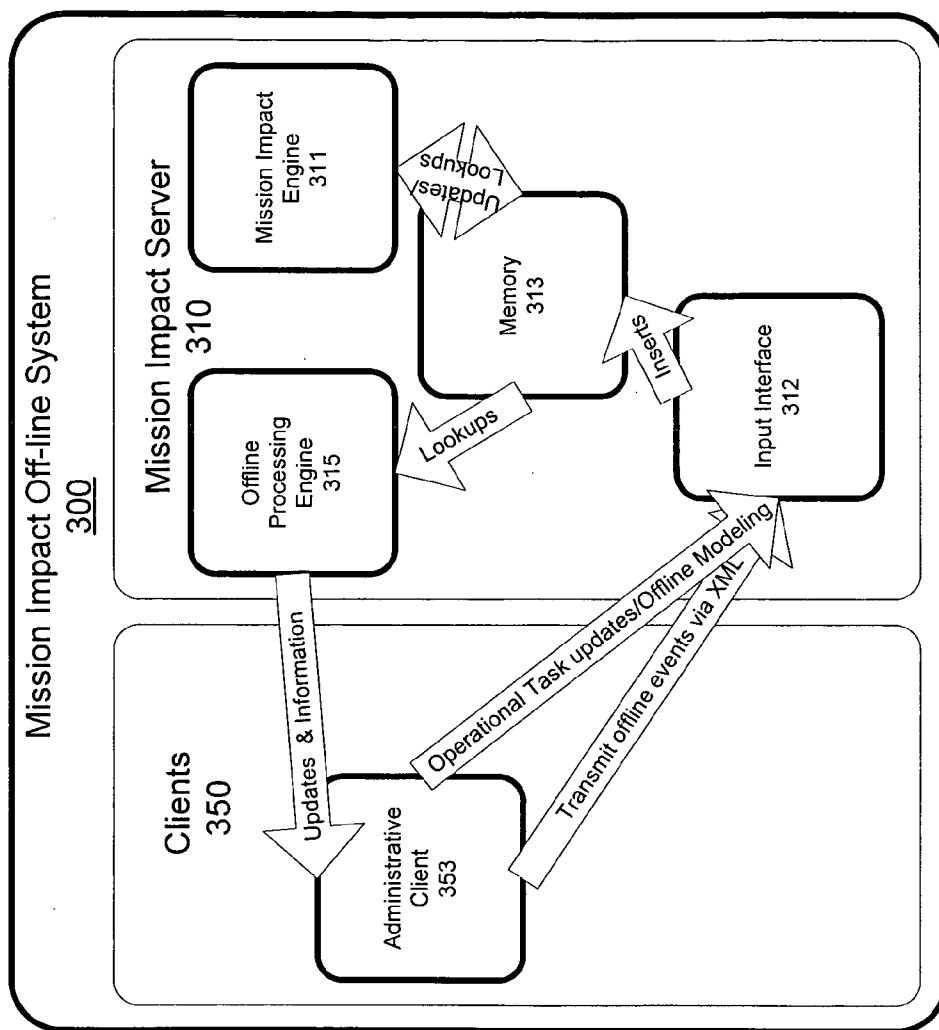 Mission Impact Off-line System
300
Clients
350
Administrative
Client
353
Updates & Information
Operational Task updates/Offline Modeling
Transmit offline events via XML
Mission Impact Server
310
Offline
Processing
Engine
315
Mission Impact
Engine
311
Lookups
Updates/
Lookups
Memory
313
Inserts
Input Interface
312